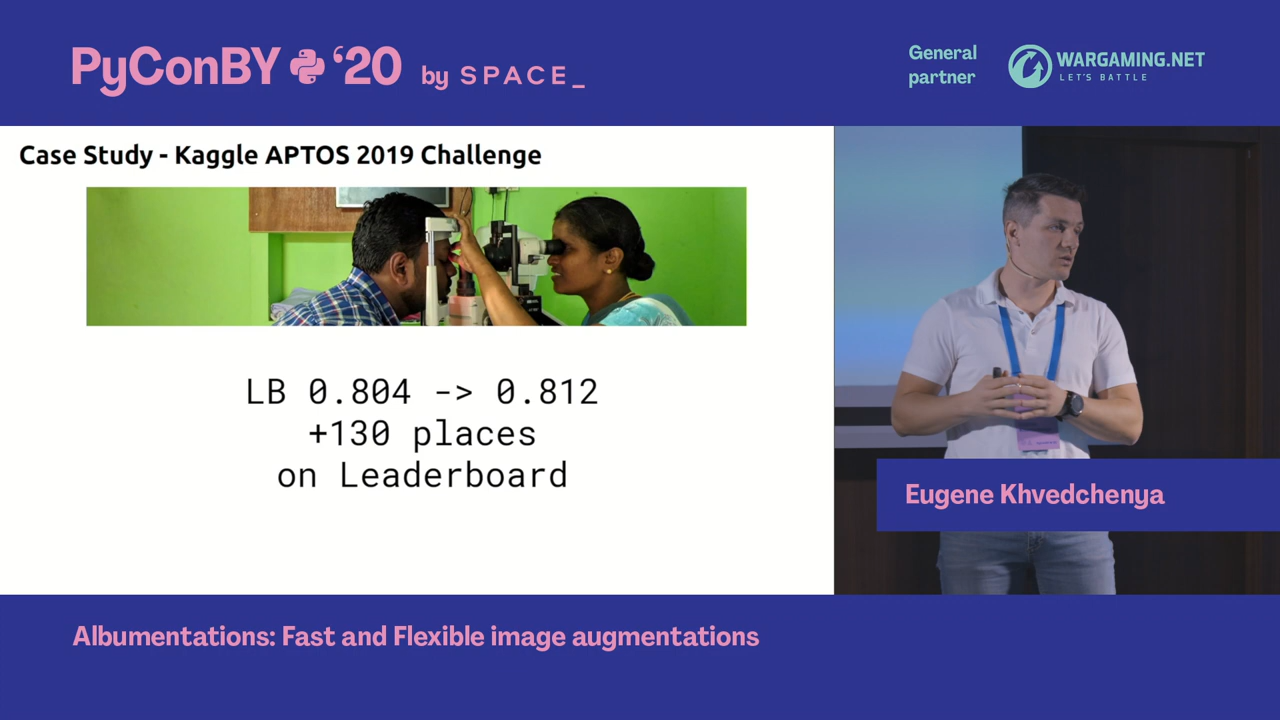 PyConBY '20 by SPACE_
General
partner
WARGAMING.NET
LET'S BATTLE
Case Study - Kaggle APTOS 2019 Challenge
LB 0.804 -> 0.812
+130 places
on Leaderboard
Eugene Khvedchenya
Albumentations: Fast and Flexible image augmentations